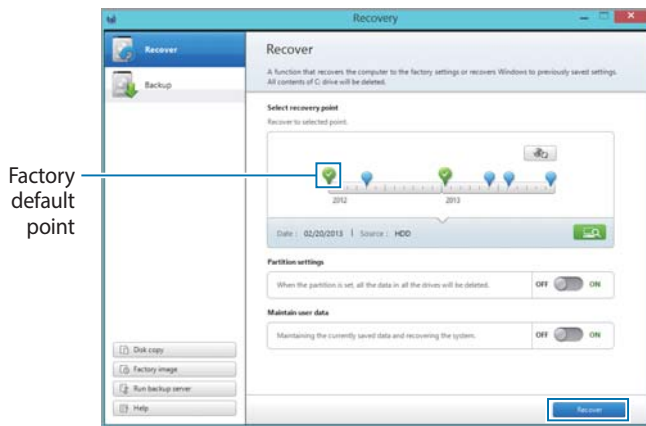 Recovery
Recover
Backup
Recover
A function that recovers the computer to the factory settings or recovers Windows to previously saved settings.
All contents of C: drive will be deleted.
Select recovery point
Recover to selected point.
Factory
default
point
2012
2013
Date : 02/20/2013 | Source : HDD
Partition settings
When the partition is set, all the data in all the drives will be deleted.
OFF ON
Maintain user data
Maintaining the currently saved data and recovering the system.
OFF ON
Disk copy
Factory image
Run backup server
Help
Recover